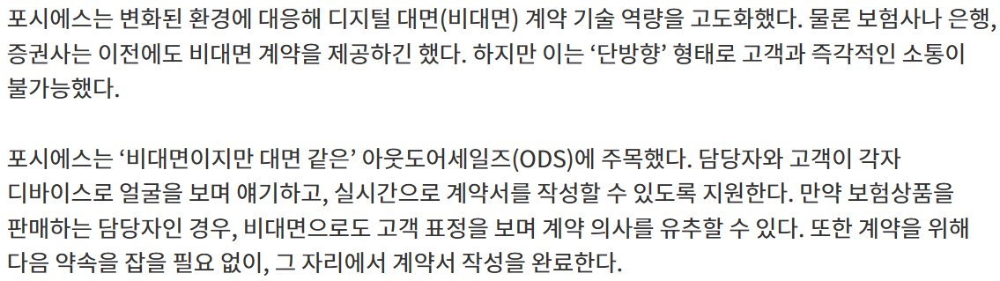 포시에스는 변화된 환경에 대응해 디지털 대면(비대면) 계약 기술 역량을 고도화했다. 물론 보험사나 은행,
증권사는 이전에도 비대면 계약을 제공하긴 했다. 하지만 이는 ‘단방향’ 형태로 고객과 즉각적인 소통이
불가능했다.
포시에스는 ‘비대면이지만 대면 같은’ 아웃도어세일즈(ODS)에 주목했다. 담당자와 고객이 각자
디바이스로 얼굴을 보며 얘기하고, 실시간으로 계약서를 작성할 수 있도록 지원한다. 만약 보험상품을
판매하는 담당자인 경우, 비대면으로도 고객 표정을 보며 계약 의사를 유추할 수 있다. 또한 계약을 위해
다음 약속을 잡을 필요 없이, 그 자리에서 계약서 작성을 완료한다.